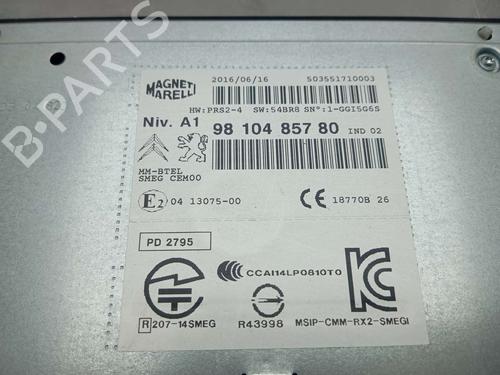 MAGNETI MARELLI
2016/06/16 503551710003
HW:PRS2-4 SW:54BR8 SN°:1-GGI5G6S
Niv. A1
98 104 857 80 IND 02
MM-BTEL
SMEG CEM00
E2 04 13075-00
CE 18770B 26
PD 2795
CCAI14LP0610T0
R 207-14SMEG
R43998
MSIP-CMM-RX2-SMEGI
B-Parts